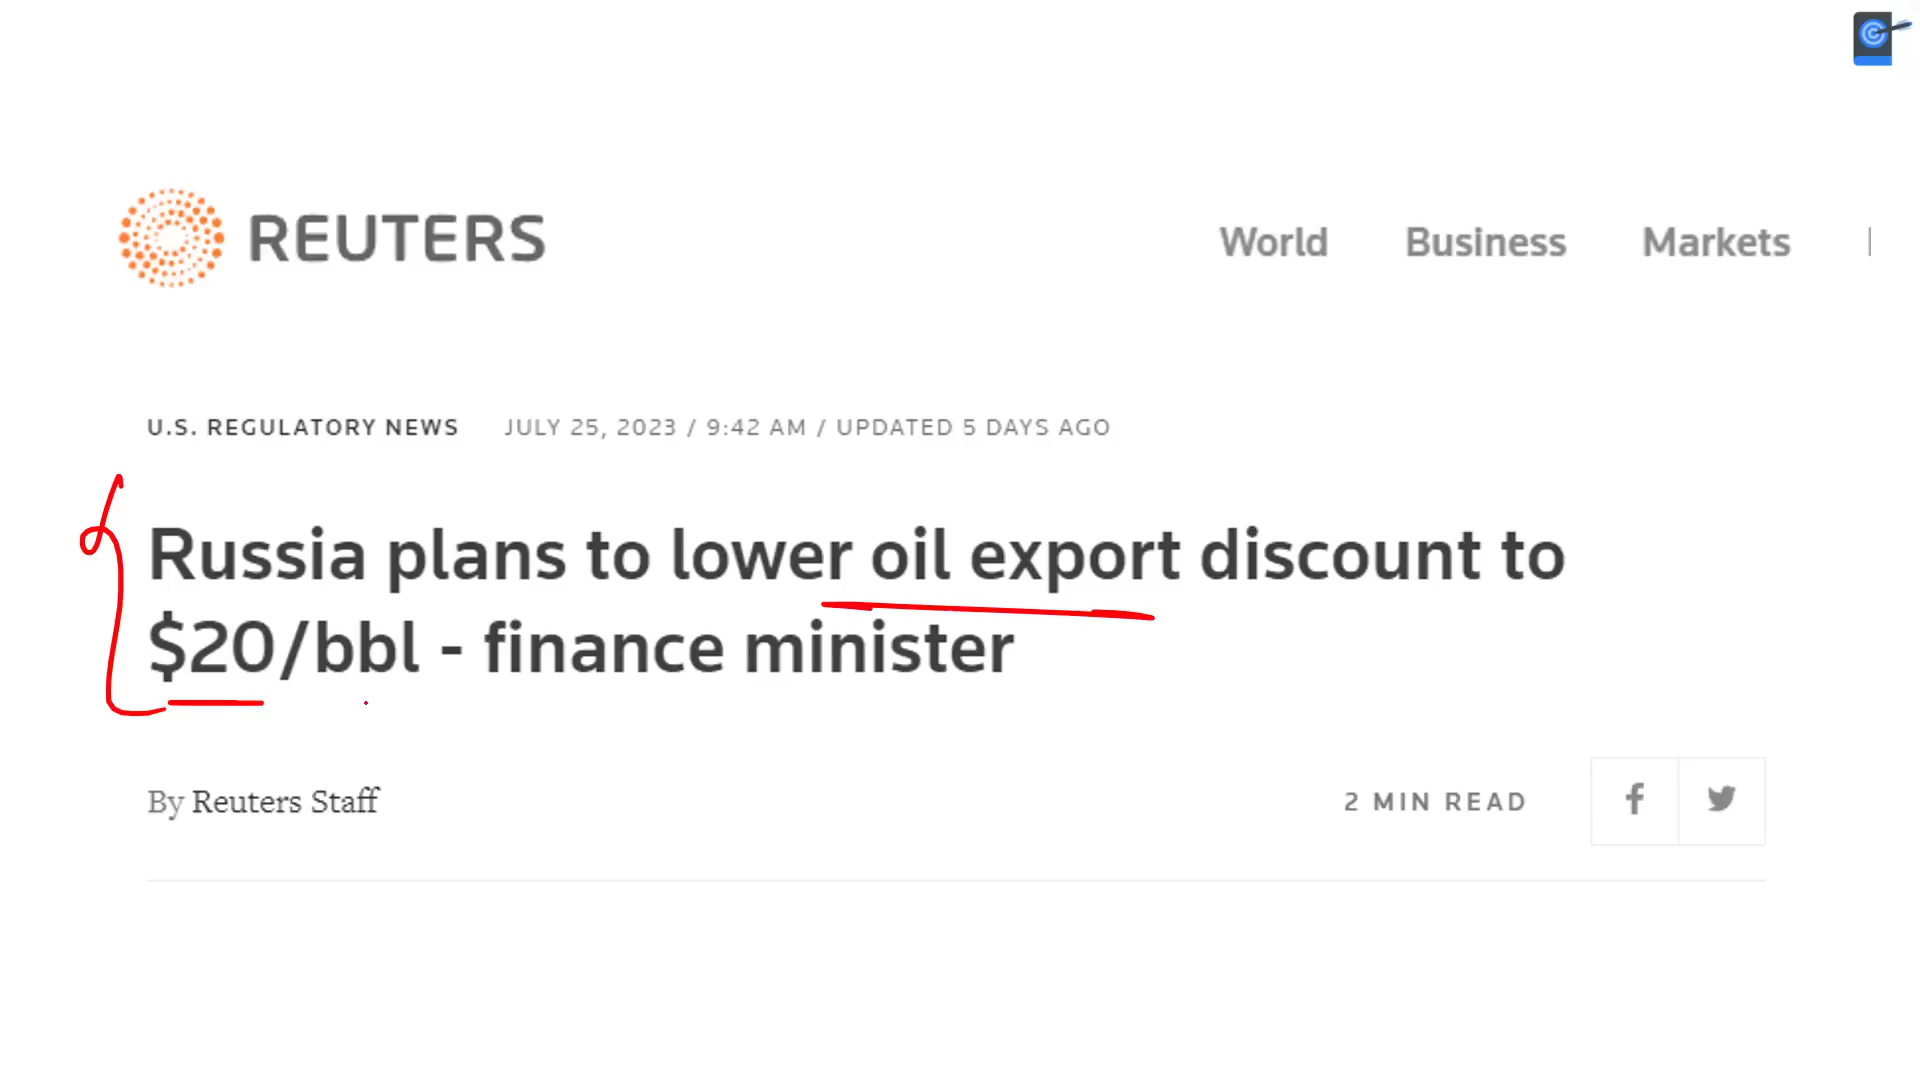 REUTERS
World Business Markets
U.S. REGULATORY NEWS JULY 25, 2023 / 9:42 AM / UPDATED 5 DAYS AGO
Russia plans to lower oil export discount to
$20/bbl - finance minister
By Reuters Staff
2 MIN READ